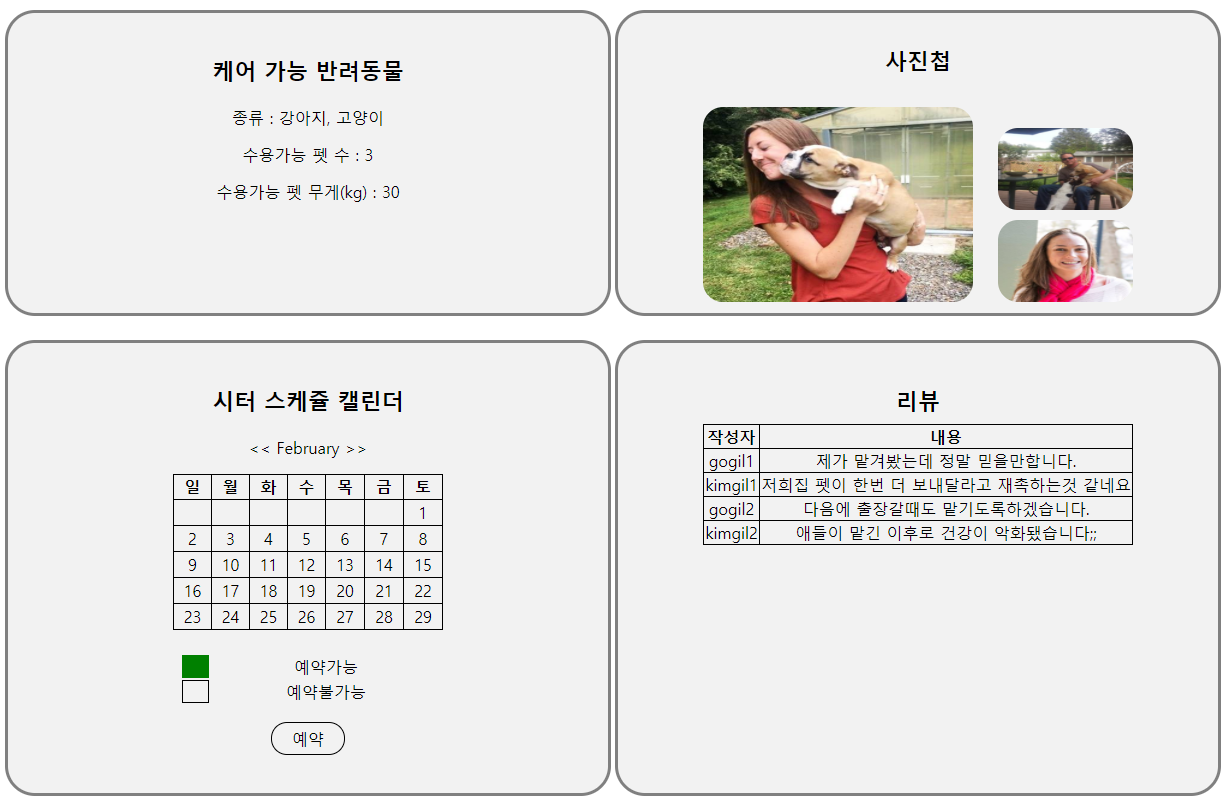 케어 가능 반려동물
종류 : 강아지, 고양이
수용가능 펫 수 : 3
수용가능 펫 무게(kg) : 30
사진첩
시터 스케쥴 캘린더
<< February >>
일 월 화 수 목 금 토
1
2 3 4 5 6 7 8
9 10 11 12 13 14 15
16 17 18 19 20 21 22
23 24 25 26 27 28 29
예약가능
예약불가능
예약
리뷰
작성자 내용
gogil1 제가 맡겨봤는데 정말 믿을만합니다.
kimgil1 저희집 펫이 한번 더 보내달라고 재촉하는것 같네요
gogil2 다음에 출장갈때도 맡기도록하겠습니다.
kimgil2 애들이 맡긴 이후로 건강이 악화됐습니다;;